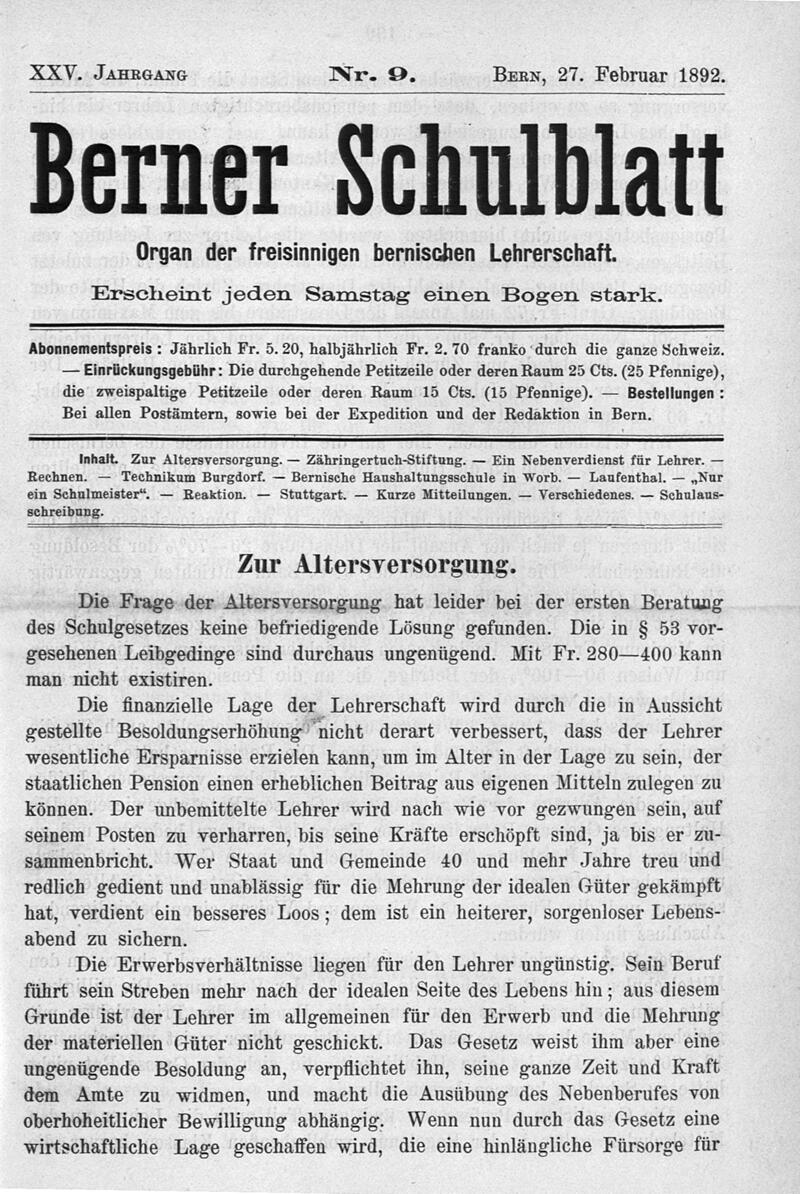 XXV. JAHRGANG Nr. 9. BERN, 27. Februar 1892.
Berner Schulblatt
Organ der freisinnigen bernischen Lehrerschaft.
Erscheint jeden Samstag einen Bogen stark.
Abonnementspreis: Jährlich Fr. 5. 20, halbjährlich Fr. 2. 70 franko durch die ganze Schweiz.
— Einrückungsgebühr: Die durchgehende Petitzeile oder deren Raum 25 Cts. (25 Pfennige),
die zweispaltige Petitzeile oder deren Raum 15 Cts. (15 Pfennige). — Bestellungen:
Bei allen Postämtern, sowie bei der Expedition und der Redaktion in Bern.
Inhalt. Zur Altersversorgung. — Zähringertuch-Stiftung. — Ein Nebenverdienst für Lehrer. —
Rechnen. — Technikum Burgdorf. — Bernische Haushaltungsschule in Worb. — Laufenthal. — „Nur
ein Schulmeister“. — Reaktion. — Stuttgart. — Kurze Mitteilungen. — Verschiedenes. — Schulaus-
schreibung.
Zur Altersversorgung.
Die Frage der Altersversorgung hat leider bei der ersten Beratung
des Schulgesetzes keine befriedigende Lösung gefunden. Die in § 53 vor-
gesehenen Leibgedinge sind durchaus ungenügend. Mit Fr. 280—400 kann
man nicht existiren.
Die finanzielle Lage der Lehrerschaft wird durch die in Aussicht
gestellte Besoldungserhöhung nicht derart verbessert, dass der Lehrer
wesentliche Ersparnisse erzielen kann, um im Alter in der Lage zu sein, der
staatlichen Pension einen erheblichen Beitrag aus eigenen Mitteln zulegen zu
können. Der unbemittelte Lehrer wird nach wie vor gezwungen sein, auf
seinem Posten zu verharren, bis seine Kräfte erschöpft sind, ja bis er zu-
sammenbricht. Wer Staat und Gemeinde 40 und mehr Jahre treu und
redlich gedient und unablässig für die Mehrung der idealen Güter gekämpft
hat, verdient ein besseres Loos; dem ist ein heiterer, sorgenloser Lebens-
abend zu sichern.
Die Erwerbsverhältnisse liegen für den Lehrer ungünstig. Sein Beruf
führt sein Streben mehr nach der idealen Seite des Lebens hin; aus diesem
Grunde ist der Lehrer im allgemeinen für den Erwerb und die Mehrung
der materiellen Güter nicht geschickt. Das Gesetz weist ihm aber eine
ungenügende Besoldung an, verpflichtet ihn, seine ganze Zeit und Kraft
dem Amte zu widmen, und macht die Ausübung des Nebenberufes von
oberhoheitlicher Bewilligung abhängig. Wenn nun durch das Gesetz eine
wirtschaftliche Lage geschaffen wird, die eine hinlängliche Fürsorge für